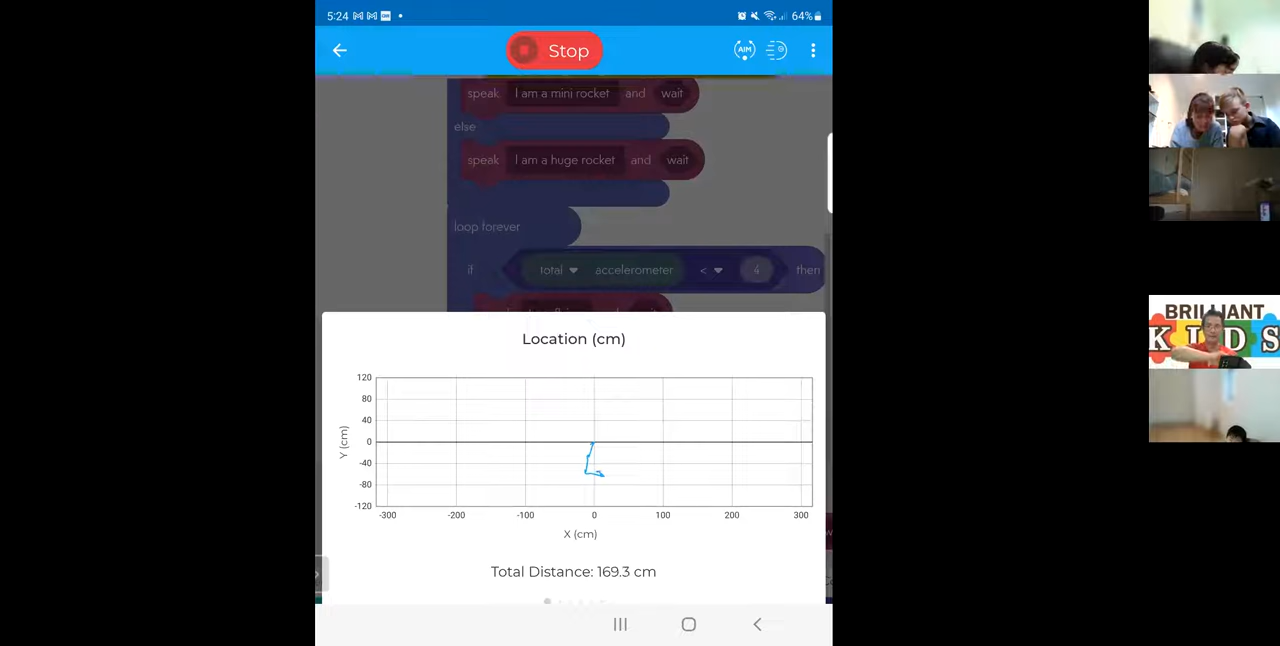 5:24
64%
Stop
AIM
speak I am a mini rocket and wait
else
speak I am a huge rocket and wait
loop forever
if total accelerometer < 4 then
Location (cm)
120
80
40
0
-40
-80
-120
Y (cm)
-300 -200 -100 0 100 200 300
X (cm)
Total Distance: 169.3 cm
BRILLIANT
KIDS